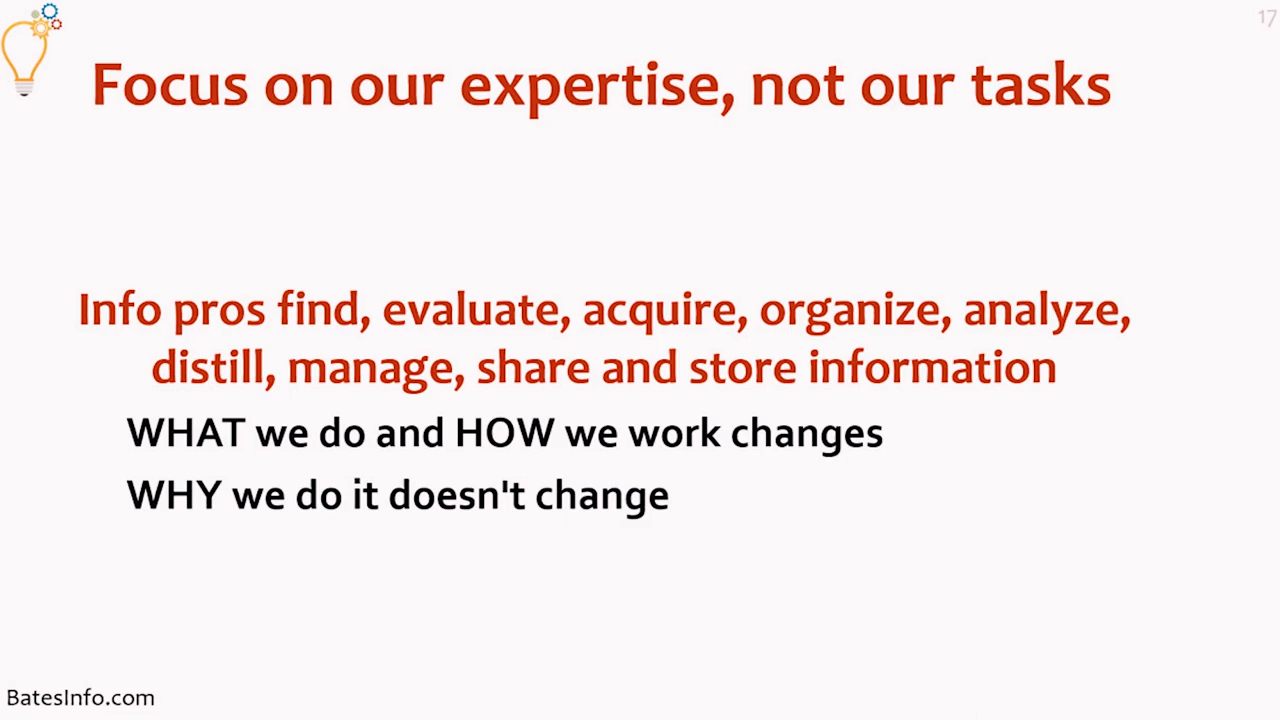 17
Focus on our expertise, not our tasks
Info pros find, evaluate, acquire, organize, analyze,
distill, manage, share and store information
WHAT we do and HOW we work changes
WHY we do it doesn't change
BatesInfo.com